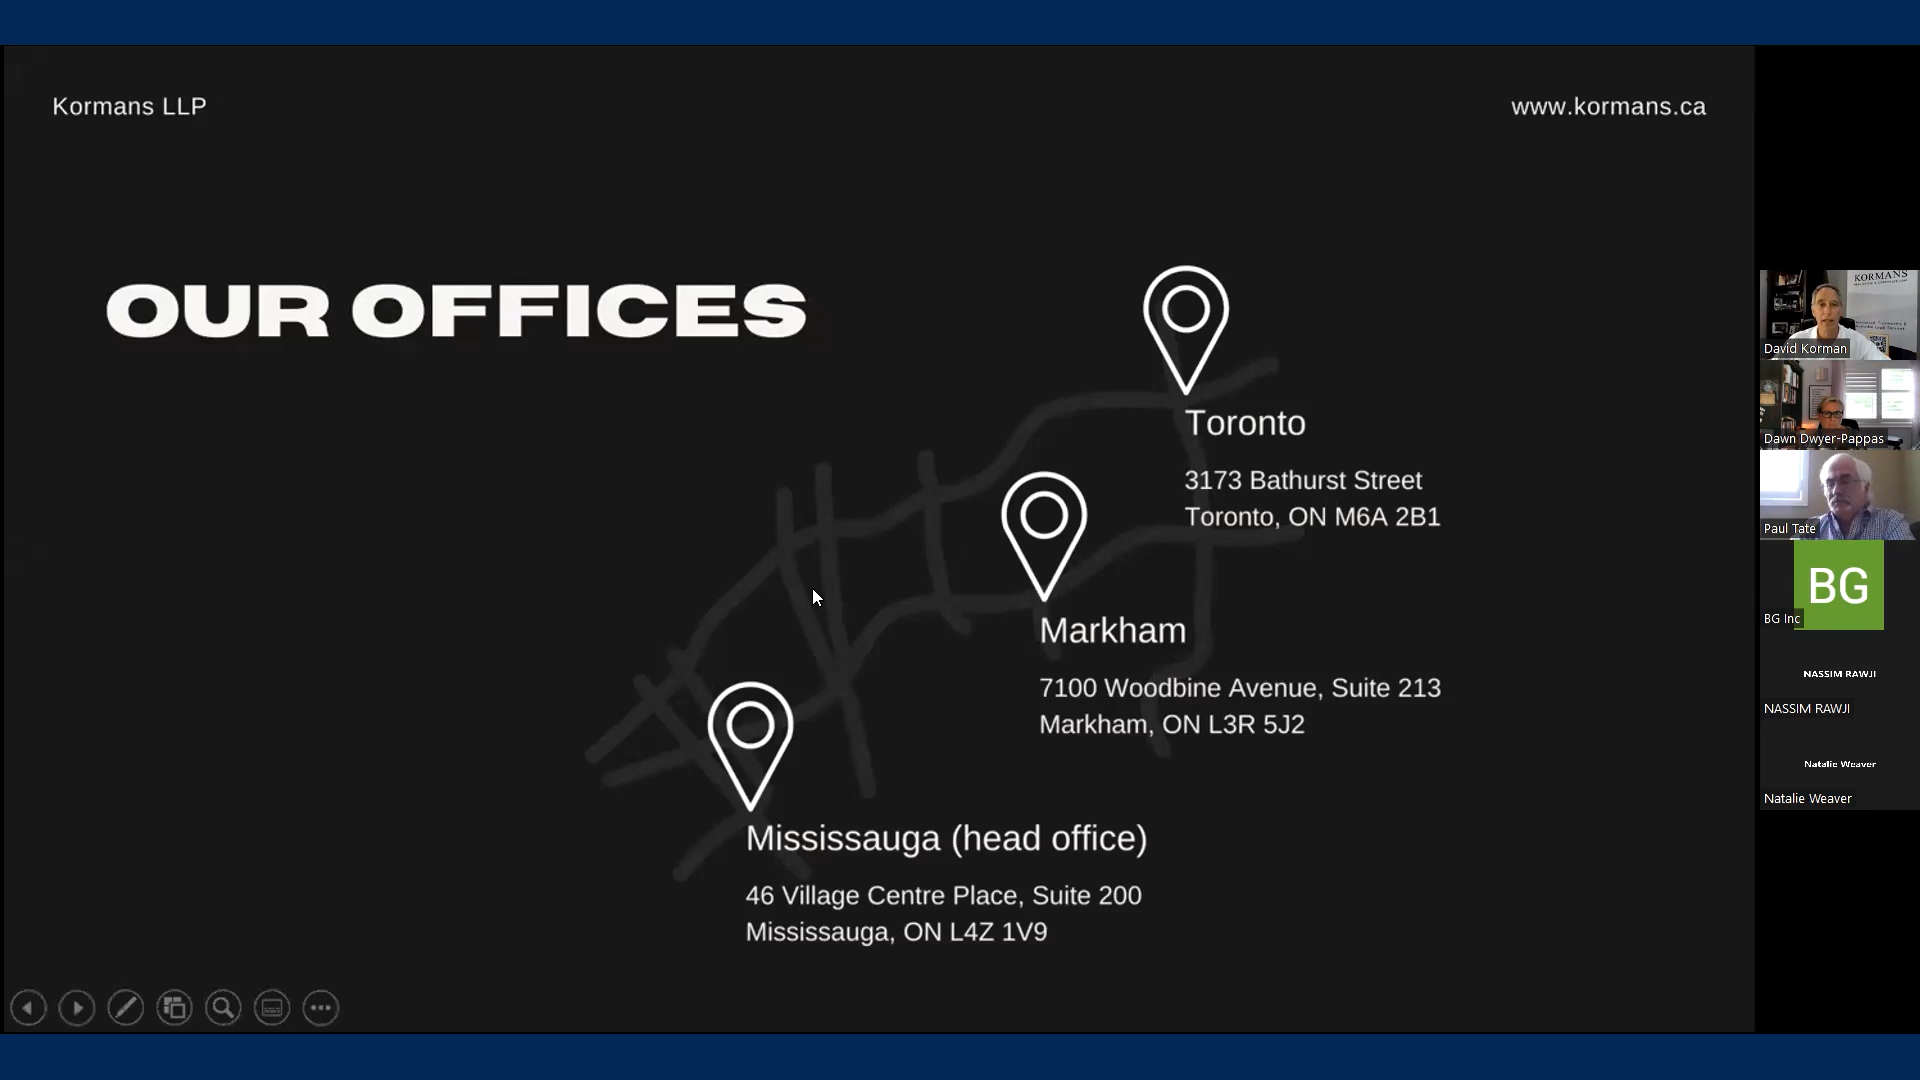 Kormans LLP
www.kormans.ca
OUR OFFICES
Toronto
3173 Bathurst Street
Toronto, ON M6A 2B1
Markham
7100 Woodbine Avenue, Suite 213
Markham, ON L3R 5J2
Mississauga (head office)
46 Village Centre Place, Suite 200
Mississauga, ON L4Z 1V9
KORMANS
David Korman
Dawn Dwyer-Pappas
Paul Tate
BG
BG Inc
NASSIM RAWJI
NASSIM RAWJI
Natalie Weaver
Natalie Weaver